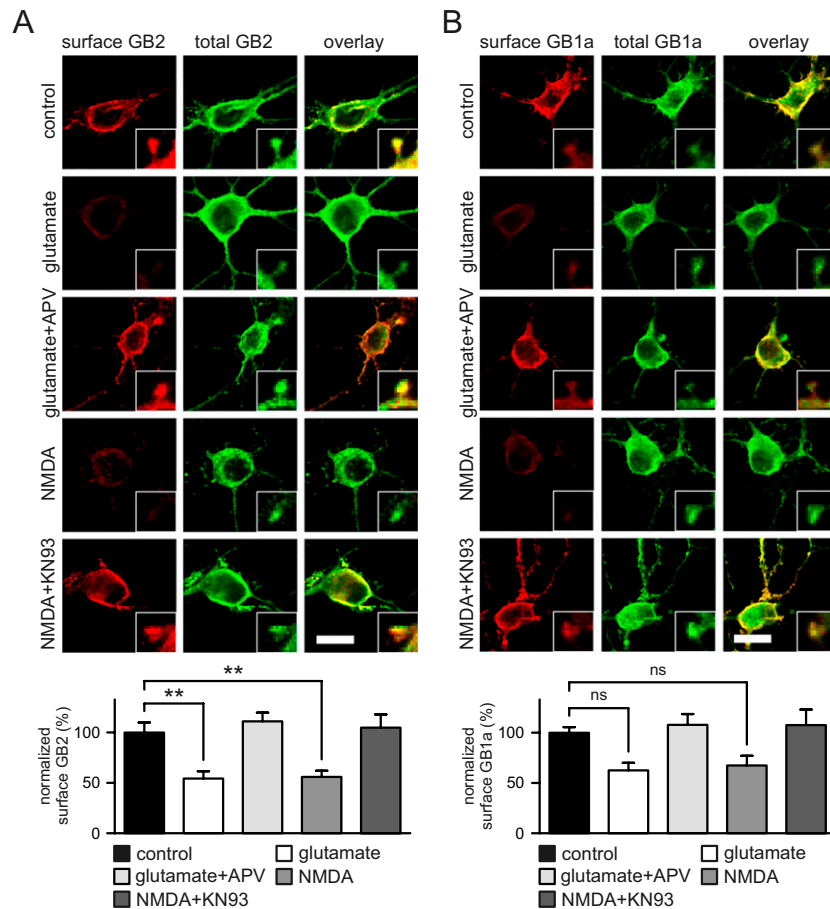 A
surface GB2 total GB2 overlay
control
glutamate
glutamate+APV
NMDA
NMDA+KN93
normalized
surface GB2 (%)
100
50
0
**
**
control
glutamate
glutamate+APV
NMDA
NMDA+KN93
B
surface GB1a total GB1a overlay
control
glutamate
glutamate+APV
NMDA
NMDA+KN93
normalized
surface GB1a (%)
100
50
0
ns
ns
control
glutamate
glutamate+APV
NMDA
NMDA+KN93